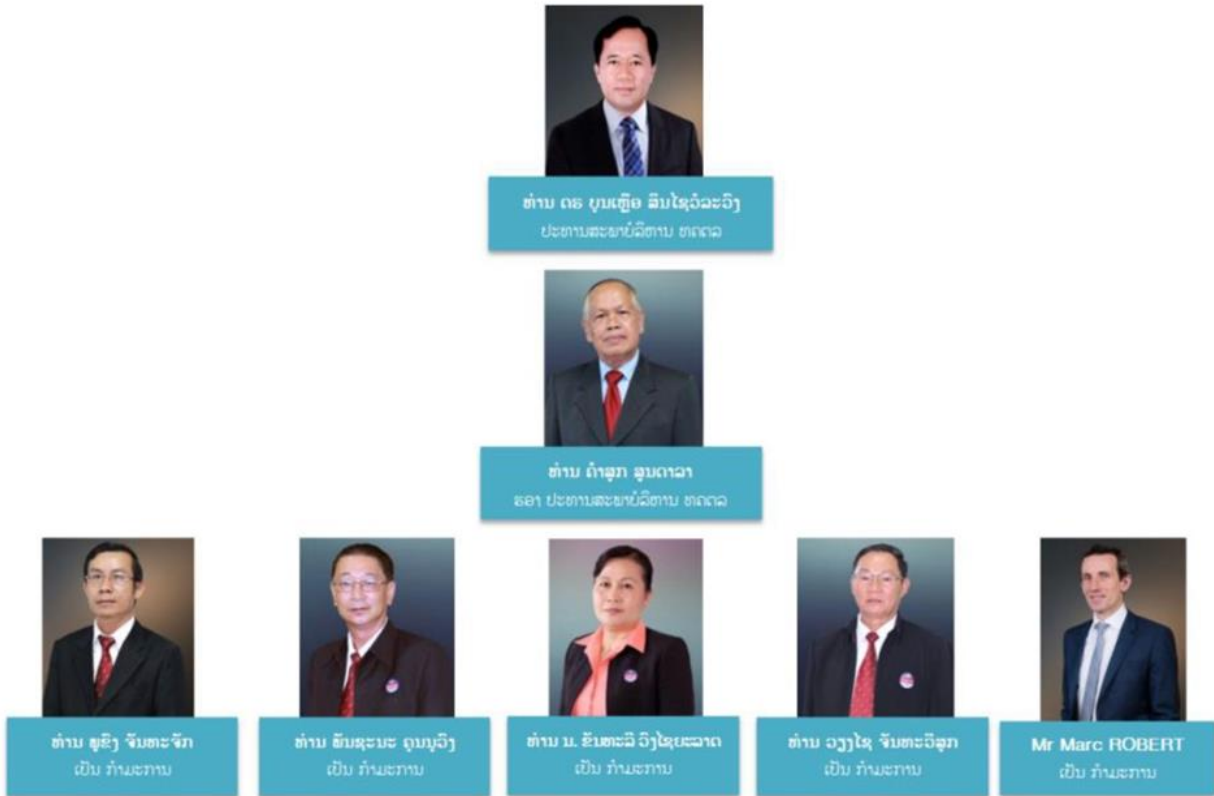 ທ່ານ ດຣ ບຸນເຫຼືອ ສິນໄຊວໍລະວົງ
ປະທານສະພາບໍລິຫານ ທຄຕລ
ທ່ານ ຄໍາສຸກ ສຸນດາລາ
ຮອງ ປະທານສະພາບໍລິຫານ ທຄຕລ
ທ່ານ ພູຂົງ ຈັນທະຈັກ
ເປັນ ກໍາມະການ
ທ່ານ ພັນຊະນະ ຄຸນນຸວົງ
ເປັນ ກໍາມະການ
ທ່ານ ນ. ຂັນທະລີ ວົງໄຊຍະລາດ
ເປັນ ກໍາມະການ
ທ່ານ ວຽງໄຊ ຈັນທະວີສຸກ
ເປັນ ກໍາມະການ
Mr Marc ROBERT
ເປັນ ກໍາມະການ